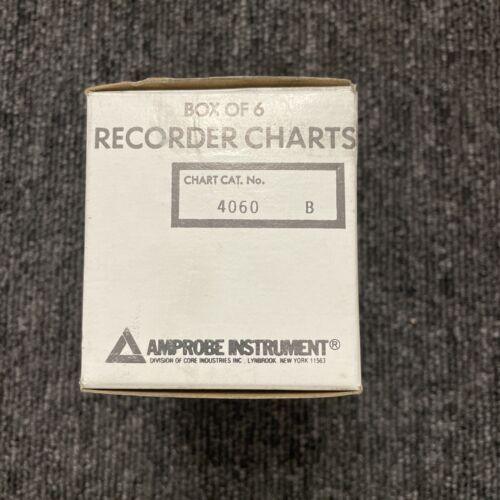 BOX OF 6
RECORDER CHARTS
CHART CAT. No.
4060 B
AMPROBE INSTRUMENT®
DIVISION OF CORE INDUSTRIES INC., LYNBROOK, NEW YORK 11563